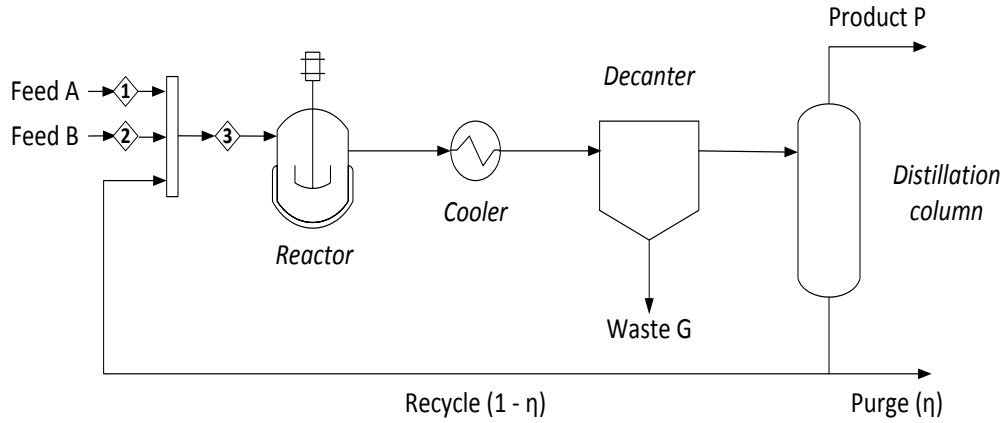 Product P
Decanter
Feed A
1
Feed B
2
3
Distillation
column
Cooler
Reactor
Waste G
Recycle (1 - η)
Purge (η)